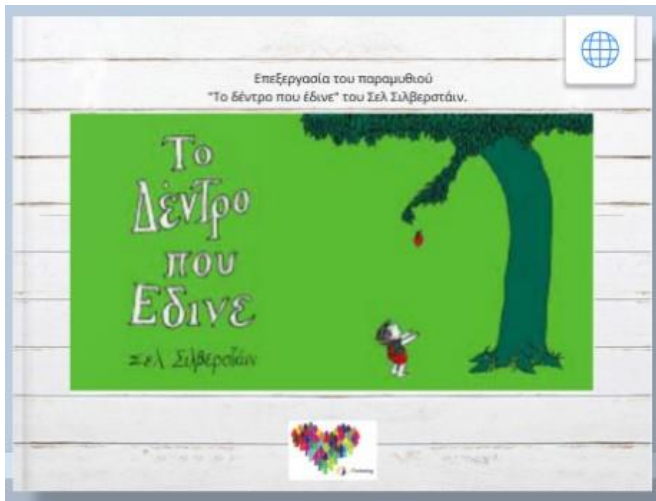 Επεξεργασία του παραμυθιού
"Το δέντρο που έδινε" του Σελ Σιλβερστάιν.
Το
Δέντρο
που
Εδινε
Σελ Σιλβερστάιν